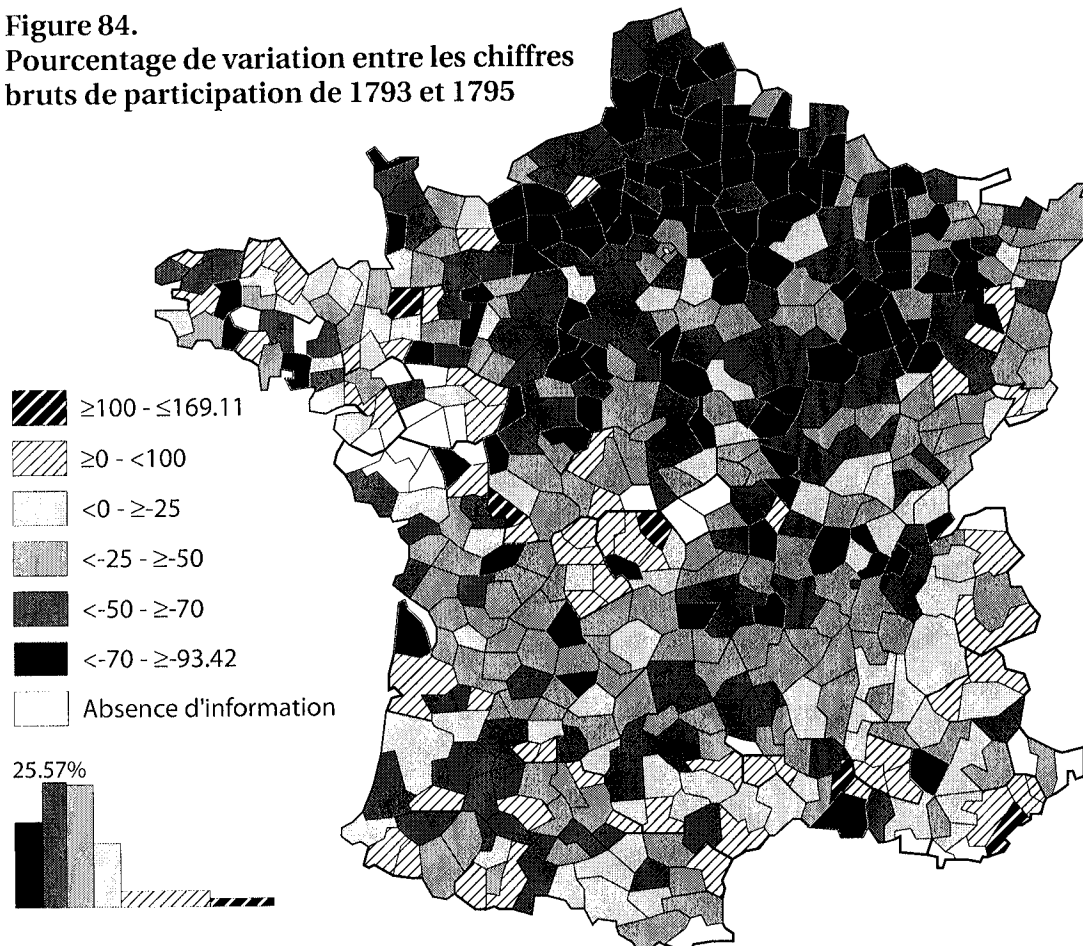 Figure 84.
Pourcentage de variation entre les chiffres
bruts de participation de 1793 et 1795
≥100 - ≤169.11
≥0 - <100
<0 - ≥-25
<-25 - ≥-50
<-50 - ≥-70
<-70 - ≥-93.42
Absence d'information
25.57%